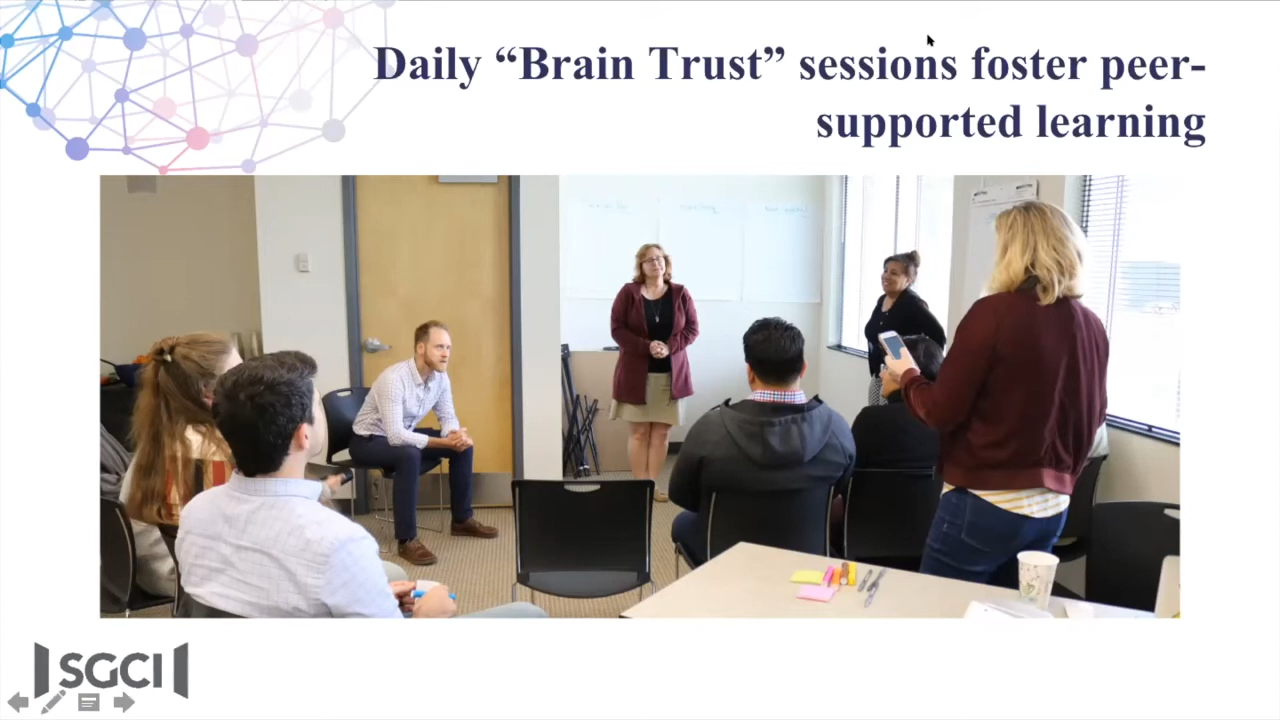 Daily “Brain Trust” sessions foster peer-
supported learning
SGCI